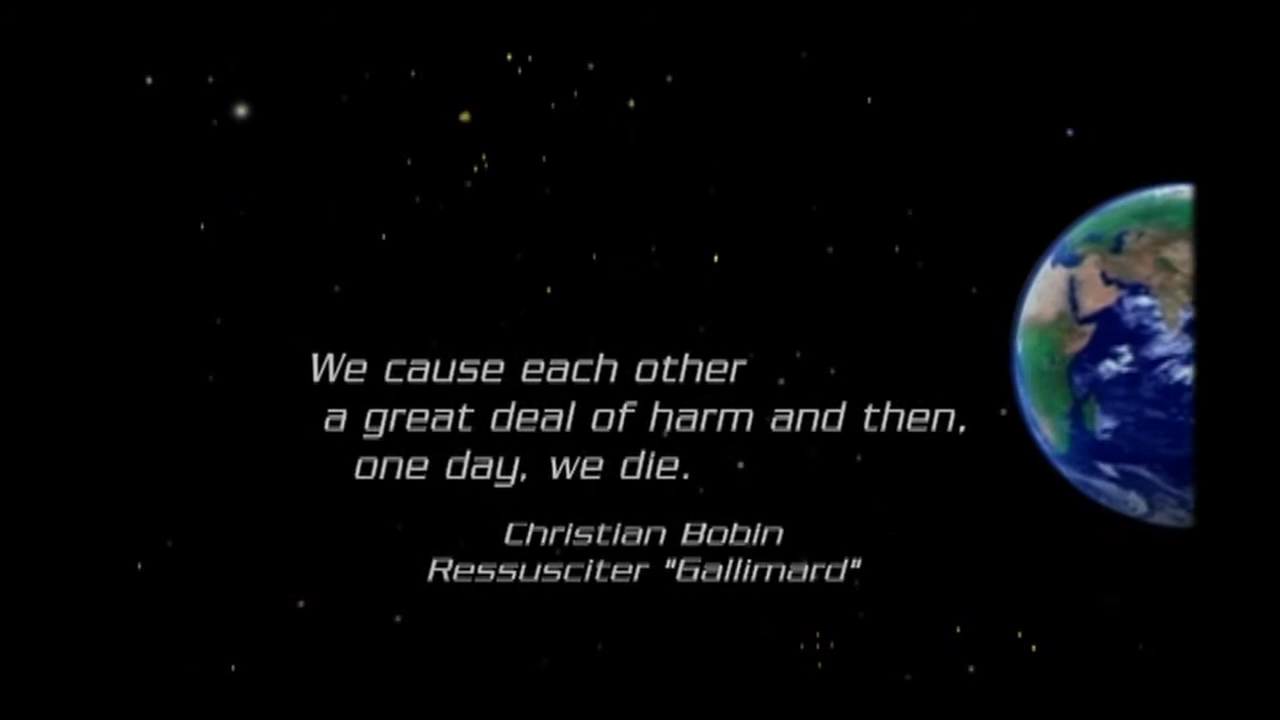 We cause each other
a great deal of harm and then,
one day, we die.
Christian Bobin
Ressusciter "Gallimard"